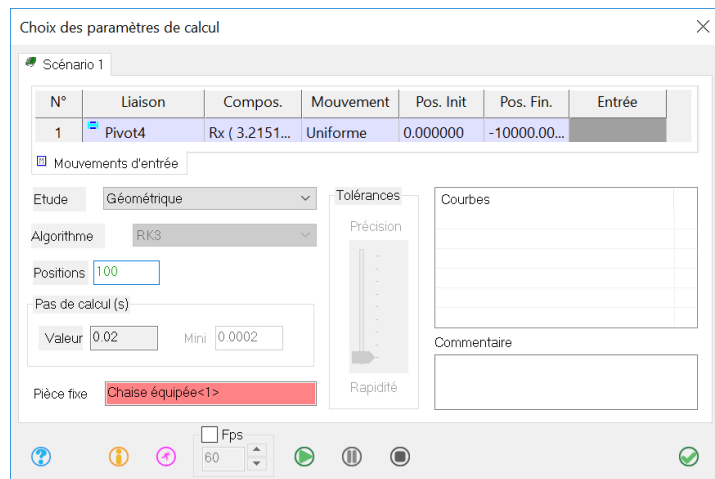 Choix des paramètres de calcul
Scénario 1
N° Liaison Compos. Mouvement Pos. Init Pos. Fin. Entrée
1 Pivot4 Rx ( 3.2151... Uniforme 0.000000 -10000.00...
Mouvements d'entrée
Etude Géométrique
Algorithme RK3
Positions 100
Pas de calcul (s)
Valeur 0.02 Mini 0.0002
Pièce fixe Chaise équipée<1>
Tolérances
Précision
Rapidité
Courbes
Commentaire
Fps
60